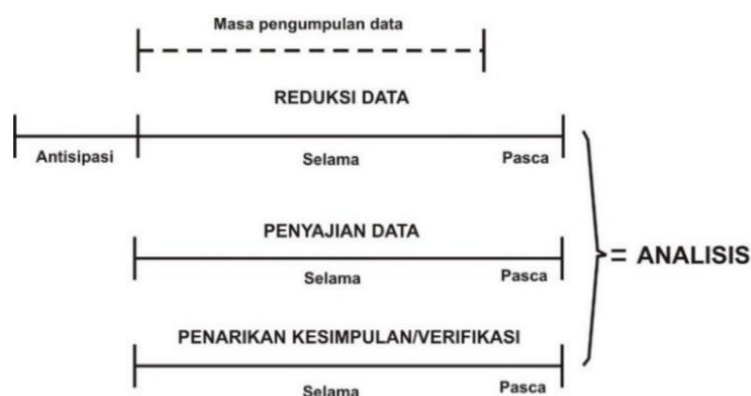 Masa pengumpulan data
REDUKSI DATA
Antisipasi Selama Pasca
PENYAJIAN DATA
Selama Pasca
= ANALISIS
PENARIKAN KESIMPULAN/VERIFIKASI
Selama Pasca